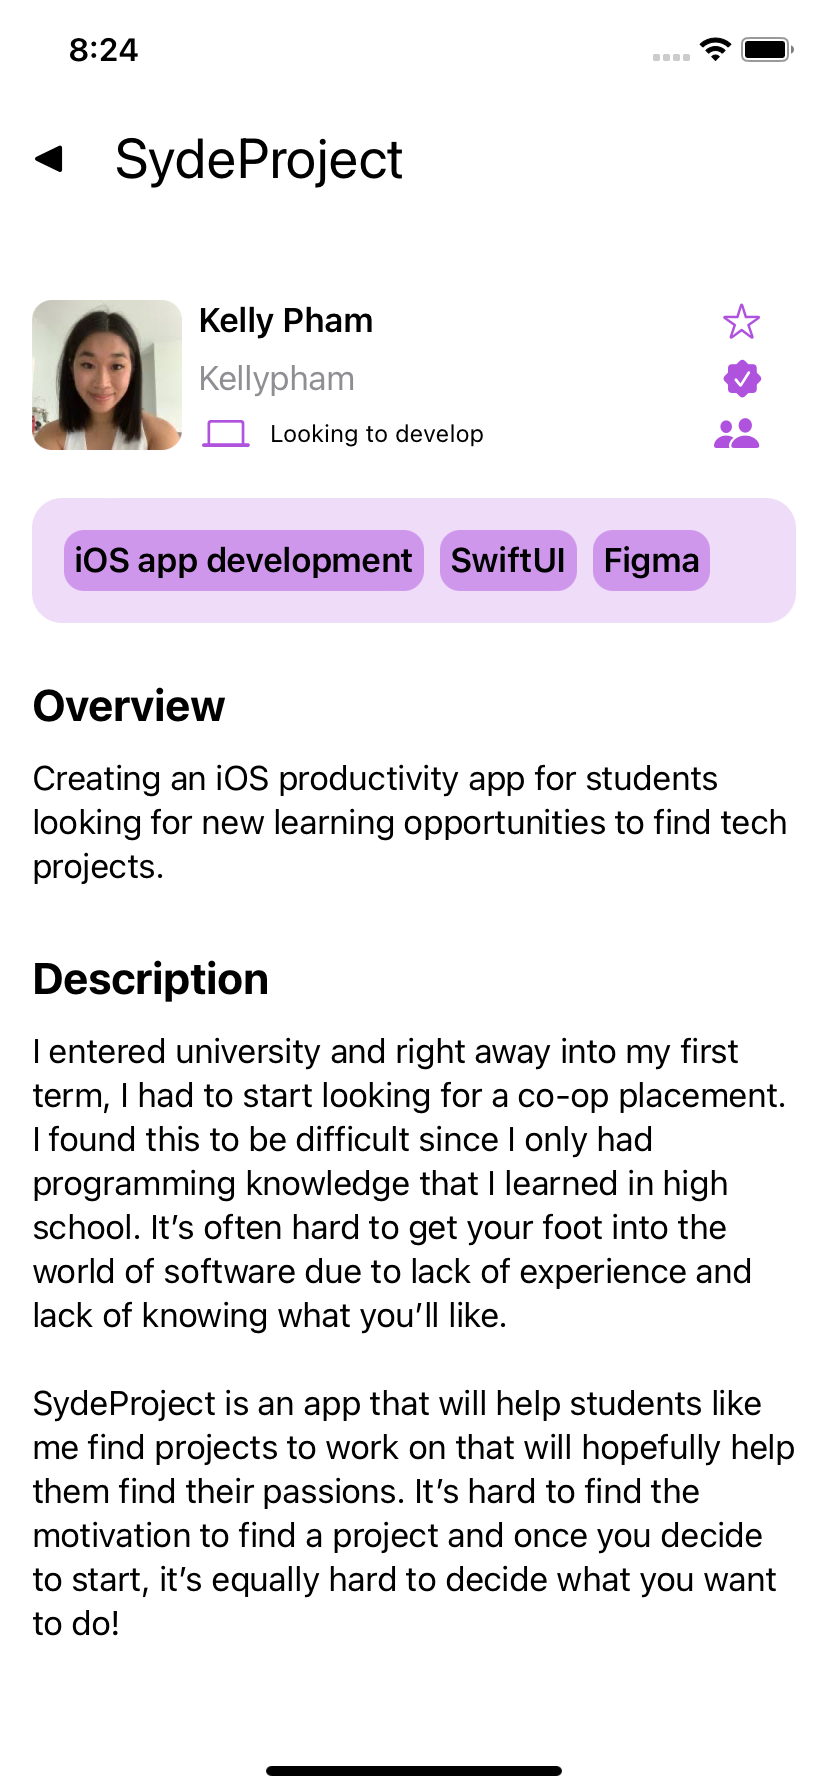 8:24
SydeProject
Kelly Pham
Kellypham
Looking to develop
iOS app development SwiftUI Figma
Overview
Creating an iOS productivity app for students
looking for new learning opportunities to find tech
projects.
Description
I entered university and right away into my first
term, I had to start looking for a co-op placement.
I found this to be difficult since I only had
programming knowledge that I learned in high
school. It’s often hard to get your foot into the
world of software due to lack of experience and
lack of knowing what you’ll like.
SydeProject is an app that will help students like
me find projects to work on that will hopefully help
them find their passions. It’s hard to find the
motivation to find a project and once you decide
to start, it’s equally hard to decide what you want
to do!